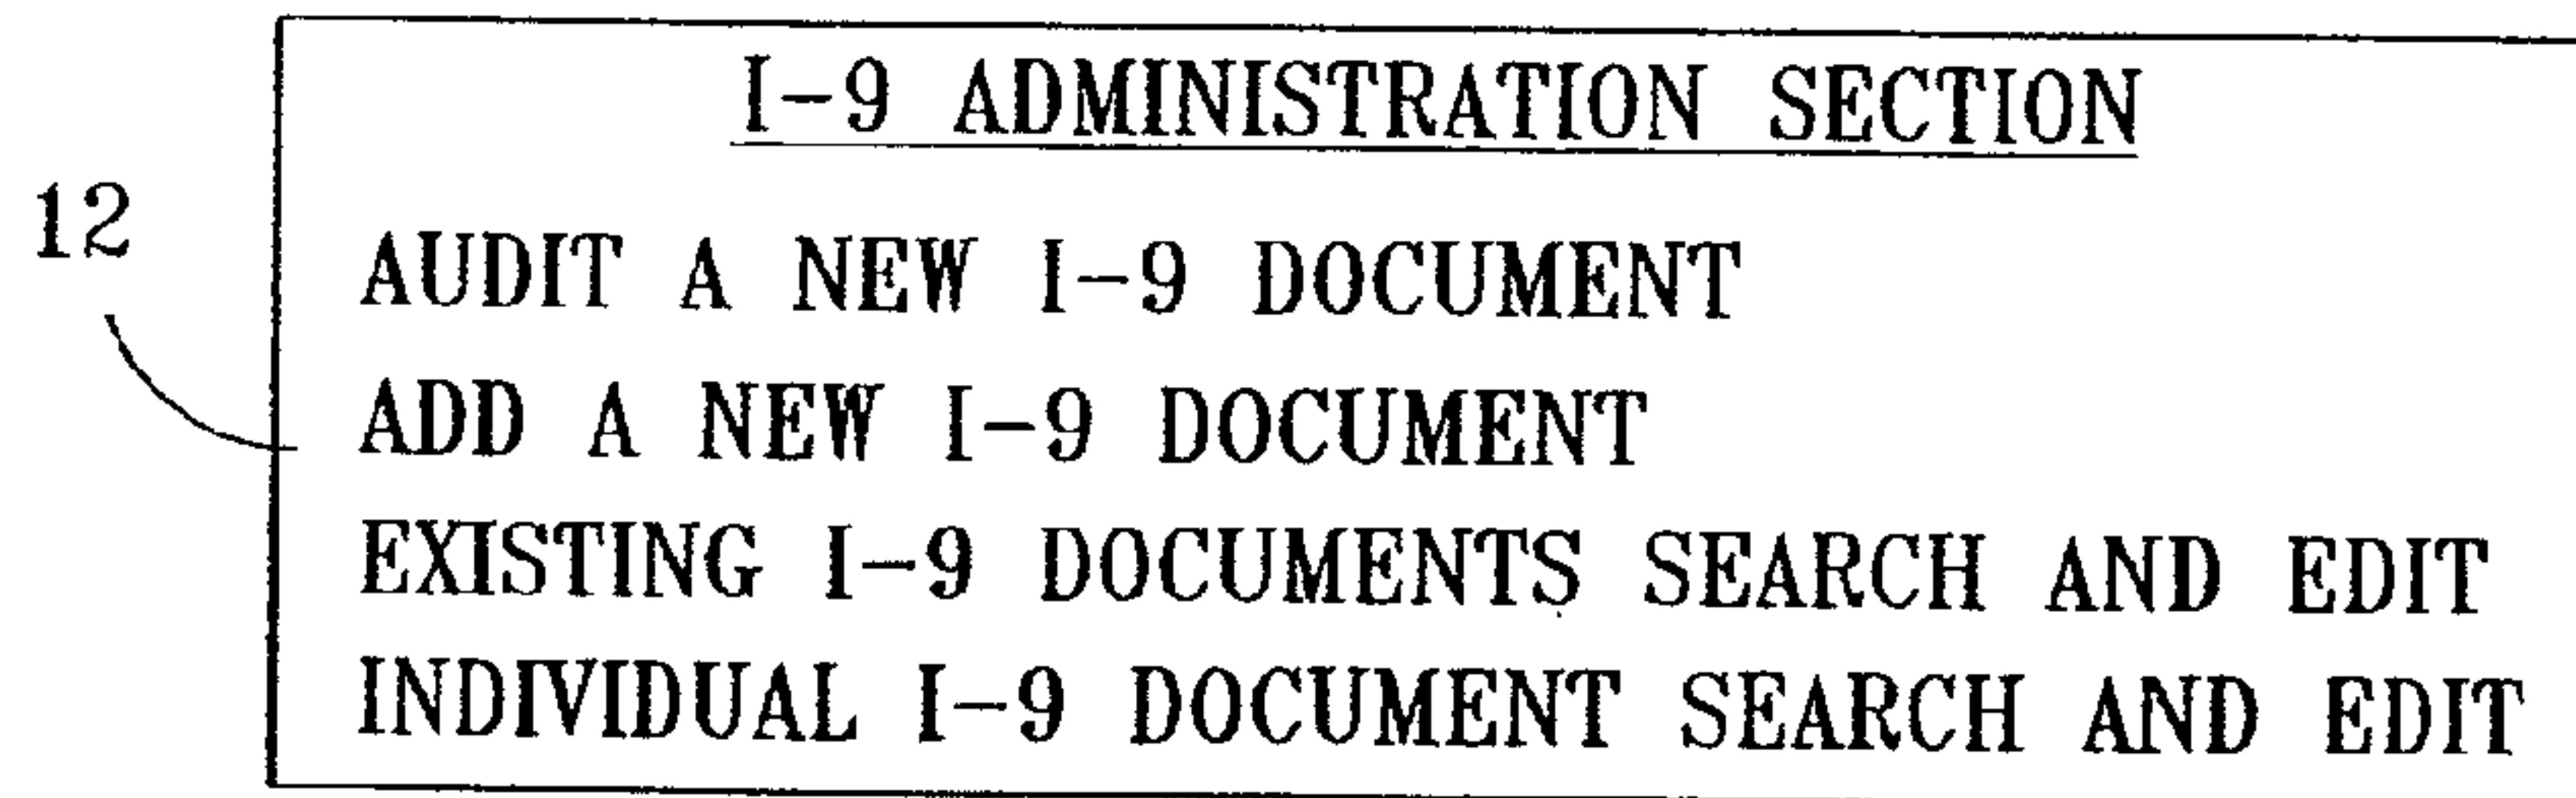 I-9 ADMINISTRATION SECTION
12
AUDIT A NEW I-9 DOCUMENT
ADD A NEW I-9 DOCUMENT
EXISTING I-9 DOCUMENTS SEARCH AND EDIT
INDIVIDUAL I-9 DOCUMENT SEARCH AND EDIT